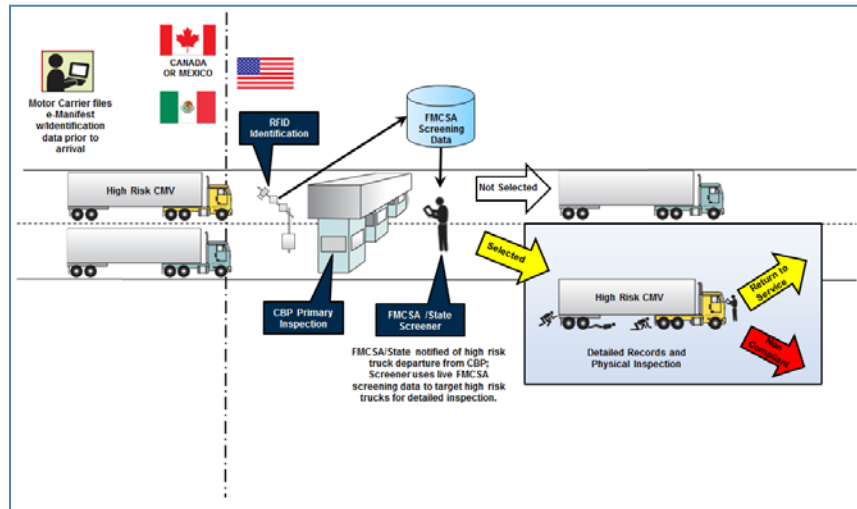 CANADA
OR MEXICO
Motor Carrier files
e-Manifest
w/Identification
data prior to
arrival
RFID
Identification
FMCSA
Screening
Data
High Risk CMV
Not Selected
Selected
CBP Primary
Inspection
FMCSA /State
Screener
FMCSA/State notified of high risk
truck departure from CBP;
Screener uses live FMCSA
screening data to target high risk
trucks for detailed inspection.
High Risk CMV
Return to
Service
Non
Compliant
Detailed Records and
Physical Inspection